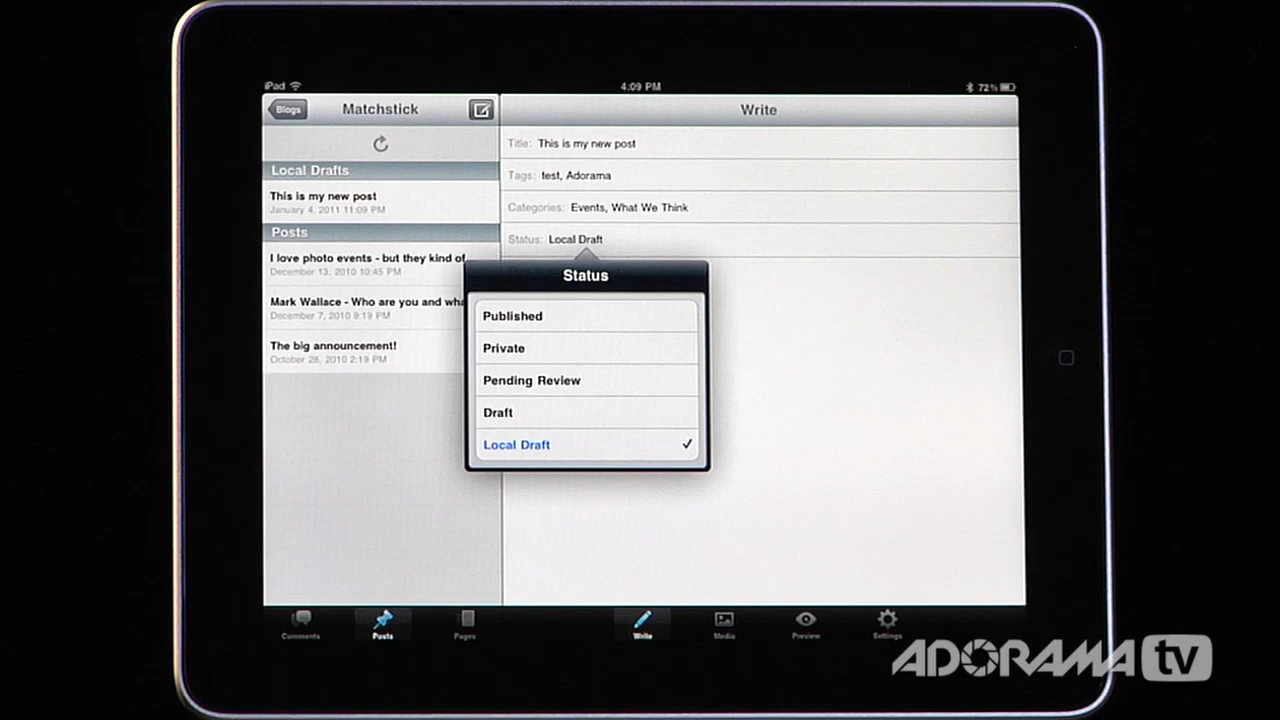 iPad 4:09 PM 72%
Blogs Matchstick Write
Local Drafts
This is my new post
January 4, 2011 11:09 PM
Posts
I love photo events - but they kind of
December 13, 2010 10:45 PM
Mark Wallace - Who are you and wha
December 7, 2010 9:19 PM
The big announcement!
October 28, 2010 2:19 PM
Title: This is my new post
Tags: test, Adorama
Categories: Events, What We Think
Status: Local Draft
Status
Published
Private
Pending Review
Draft
Local Draft
Comments Posts Pages Write Media Preview Settings
ADORAMA tv